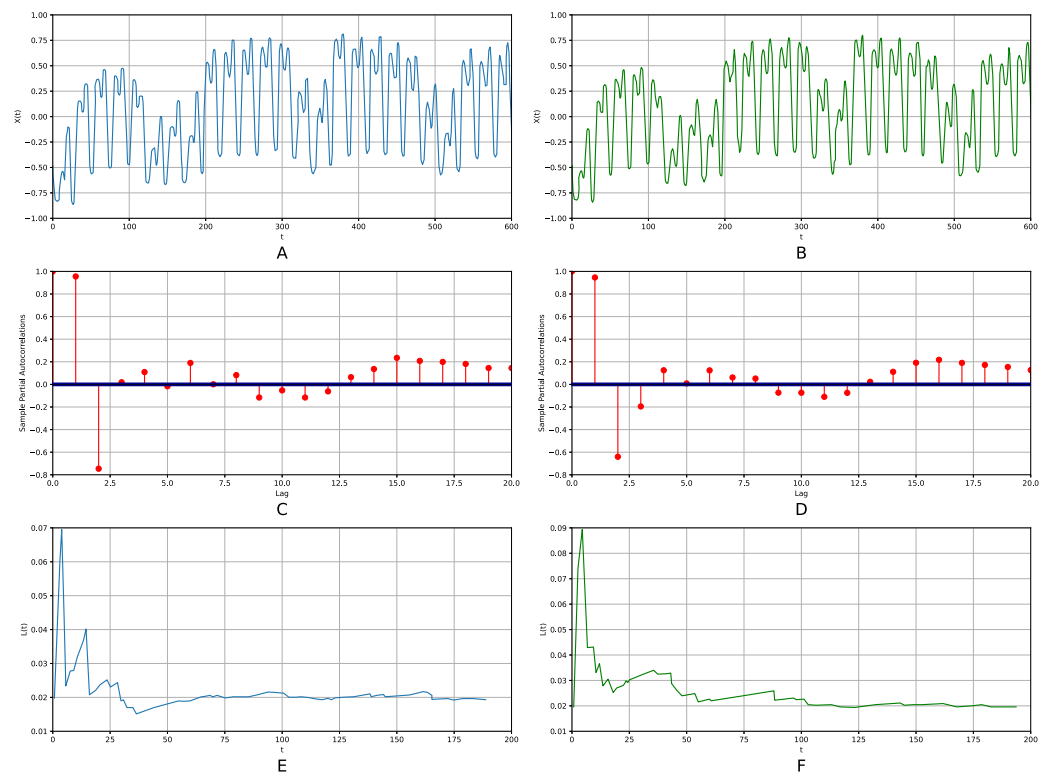 1.00
0.75
0.50
0.25
0.00
−0.25
−0.50
−0.75
−1.00
X(t)
0 100 200 300 400 500 600
t
A
1.00
0.75
0.50
0.25
0.00
−0.25
−0.50
−0.75
−1.00
X(t)
0 100 200 300 400 500 600
t
B
1.0
0.8
0.6
0.4
0.2
0.0
−0.2
−0.4
−0.6
−0.8
Sample Partial Autocorrelations
0.0 2.5 5.0 7.5 10.0 12.5 15.0 17.5 20.0
Lag
C
1.0
0.8
0.6
0.4
0.2
0.0
−0.2
−0.4
−0.6
−0.8
Sample Partial Autocorrelations
0.0 2.5 5.0 7.5 10.0 12.5 15.0 17.5 20.0
Lag
D
0.07
0.06
0.05
0.04
0.03
0.02
0.01
L(t)
0 25 50 75 100 125 150 175 200
t
E
0.09
0.08
0.07
0.06
0.05
0.04
0.03
0.02
0.01
L(t)
0 25 50 75 100 125 150 175 200
t
F